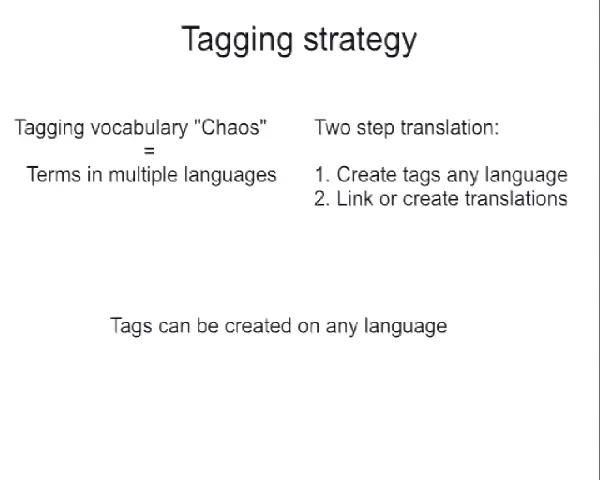 Tagging strategy
Tagging vocabulary "Chaos"
=
Terms in multiple languages
Two step translation:
1. Create tags any language
2. Link or create translations
Tags can be created on any language